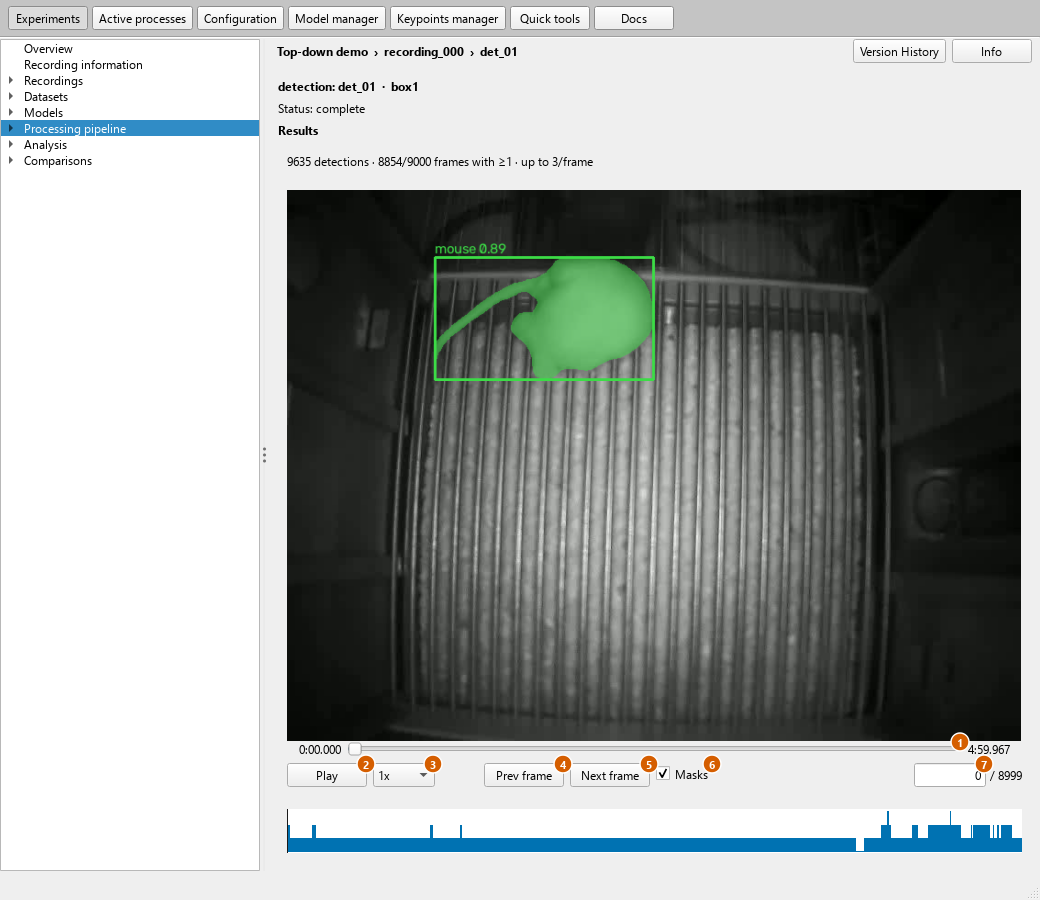 Experiments Active processes Configuration Model manager Keypoints manager Quick tools Docs
Overview
Recording information
Recordings
Datasets
Models
Processing pipeline
Analysis
Comparisons
Top-down demo › recording_000 › det_01
Version History Info
detection: det_01 · box1
Status: complete
Results
9635 detections · 8854/9000 frames with ≥1 · up to 3/frame
mouse 0.89
0:00.000 1 4:59.967
Play 2 1x 3 Prev frame 4 Next frame 5 Masks 6 0 7 / 8999